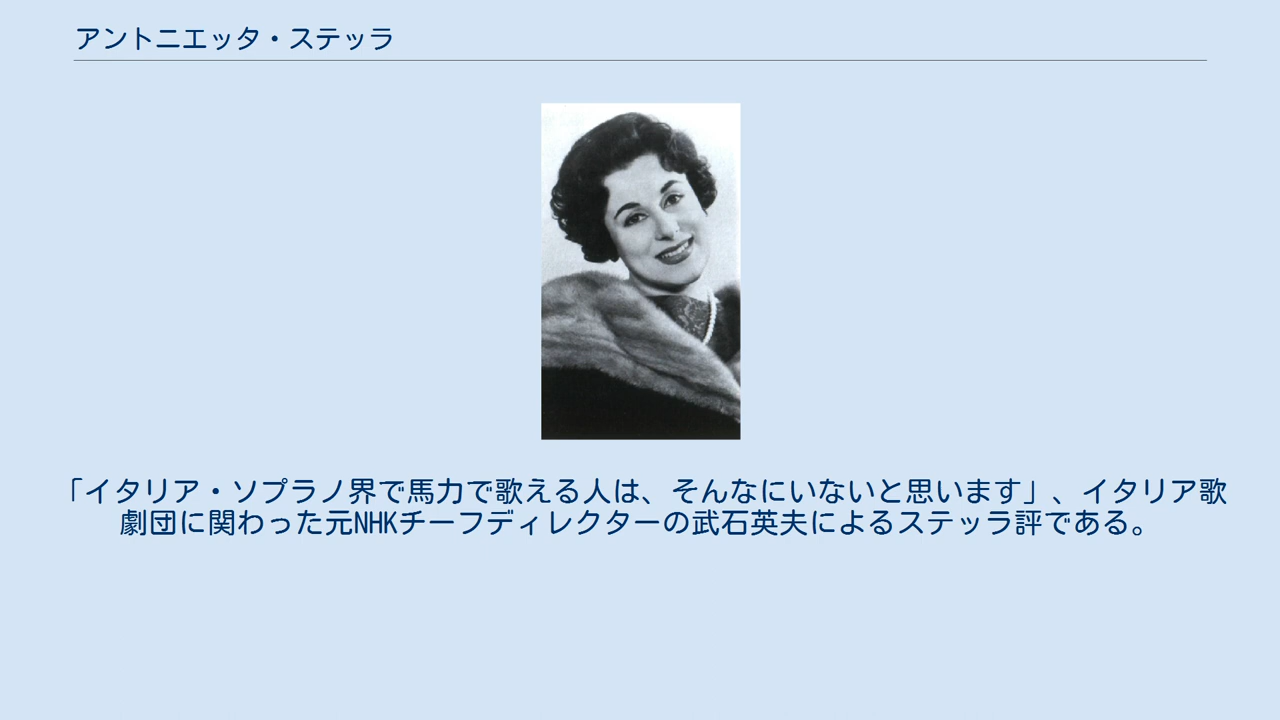 アントニエッタ・ステッラ
「イタリア・ソプラノ界で馬力で歌える人は、そんなにいないと思います」、イタリア歌
劇団に関わった元NHKチーフディレクターの武石英夫によるステッラ評である。